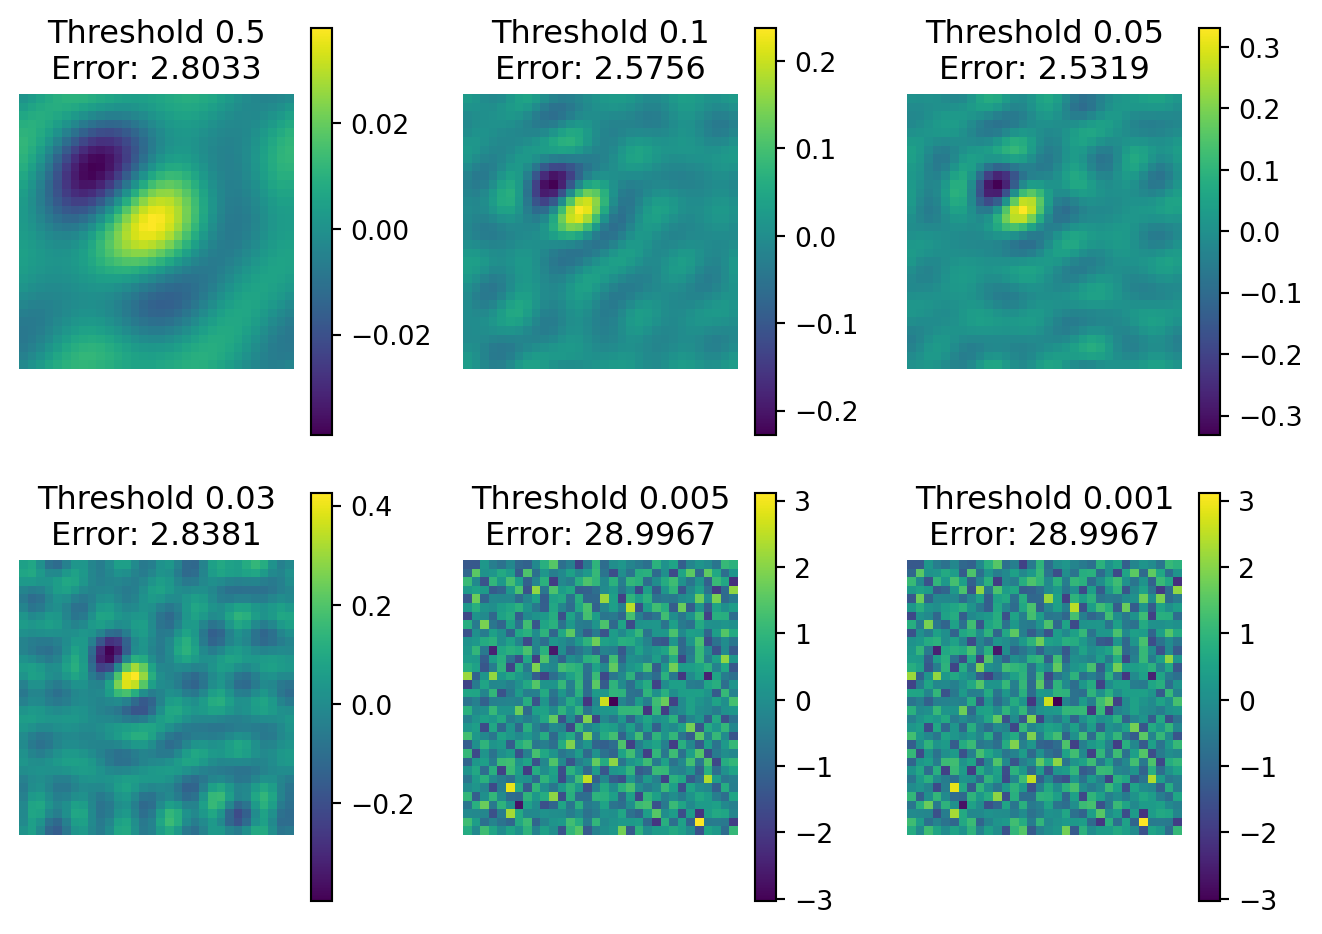 Threshold 0.5
Error: 2.8033
0.02
0.00
−0.02
Threshold 0.1
Error: 2.5756
0.2
0.1
0.0
−0.1
−0.2
Threshold 0.05
Error: 2.5319
0.3
0.2
0.1
0.0
−0.1
−0.2
−0.3
Threshold 0.03
Error: 2.8381
0.4
0.2
0.0
−0.2
Threshold 0.005
Error: 28.9967
3
2
1
0
−1
−2
−3
Threshold 0.001
Error: 28.9967
3
2
1
0
−1
−2
−3